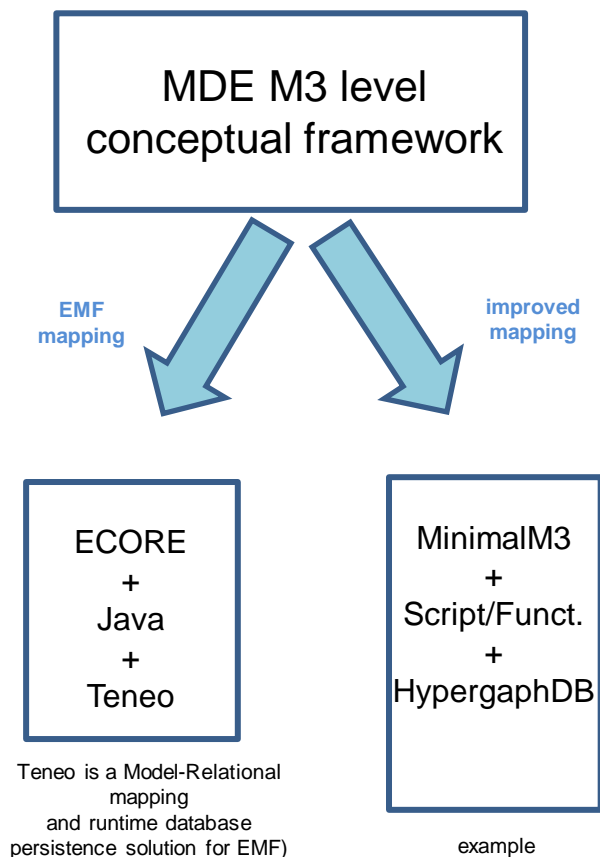 MDE M3 level
conceptual framework
EMF
mapping
improved
mapping
ECORE
+
Java
+
Teneo
MinimalM3
+
Script/Funct.
+
HypergaphDB
Teneo is a Model-Relational
mapping
and runtime database
persistence solution for EMF)
example